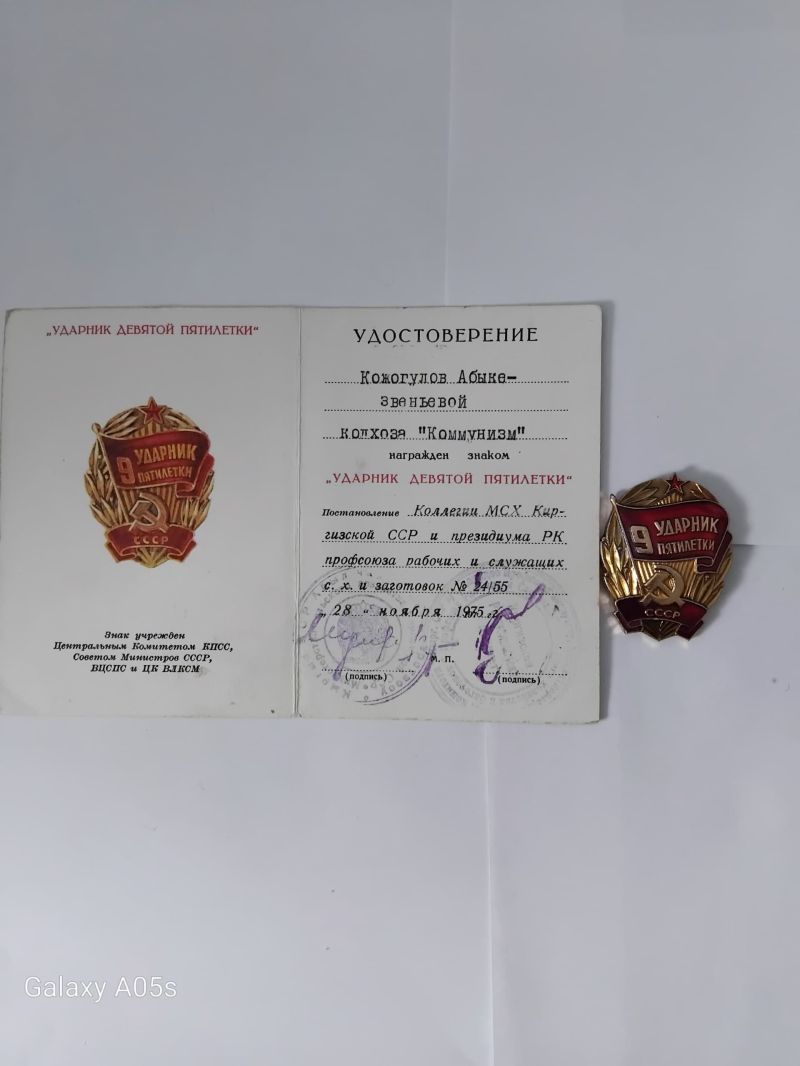 „УДАРНИК ДЕВЯТОЙ ПЯТИЛЕТКИ“
9 УДАРНИК
ПЯТИЛЕТКИ
СССР
Знак учрежден
Центральным Комитетом КПСС,
Советом Министров СССР,
ВЦСПС и ЦК ВЛКСМ
УДОСТОВЕРЕНИЕ
Кожогулов Абыке-
звеньевой
колхоза "Коммунизм"
награжден знаком
„УДАРНИК ДЕВЯТОЙ ПЯТИЛЕТКИ“
Постановление Коллегии МСХ Кир-
гизской ССР и президиума РК
профсоюза рабочих и служащих
с. х. и заготовок № 24/55
„ 28 “ ноября 1975 г.
М. П.
(подпись)
(подпись)
9 УДАРНИК
ПЯТИЛЕТКИ
СССР
Galaxy A05s